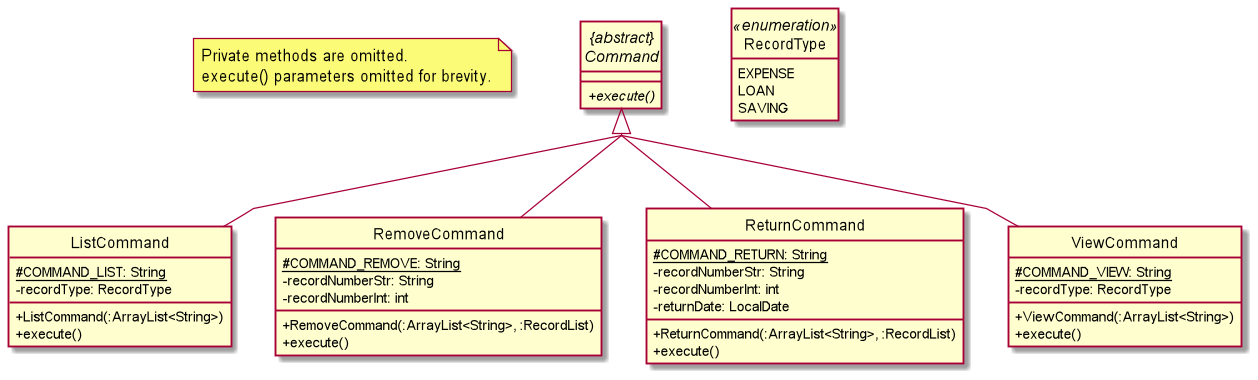 Private methods are omitted.
execute() parameters omitted for brevity.
{abstract}
Command
+execute()
«enumeration»
RecordType
EXPENSE
LOAN
SAVING
ListCommand
#COMMAND_LIST: String
-recordType: RecordType
+ListCommand(:ArrayList<String>)
+execute()
RemoveCommand
#COMMAND_REMOVE: String
-recordNumberStr: String
-recordNumberInt: int
+RemoveCommand(:ArrayList<String>, :RecordList)
+execute()
ReturnCommand
#COMMAND_RETURN: String
-recordNumberStr: String
-recordNumberInt: int
-returnDate: LocalDate
+ReturnCommand(:ArrayList<String>, :RecordList)
+execute()
ViewCommand
#COMMAND_VIEW: String
-recordType: RecordType
+ViewCommand(:ArrayList<String>)
+execute()